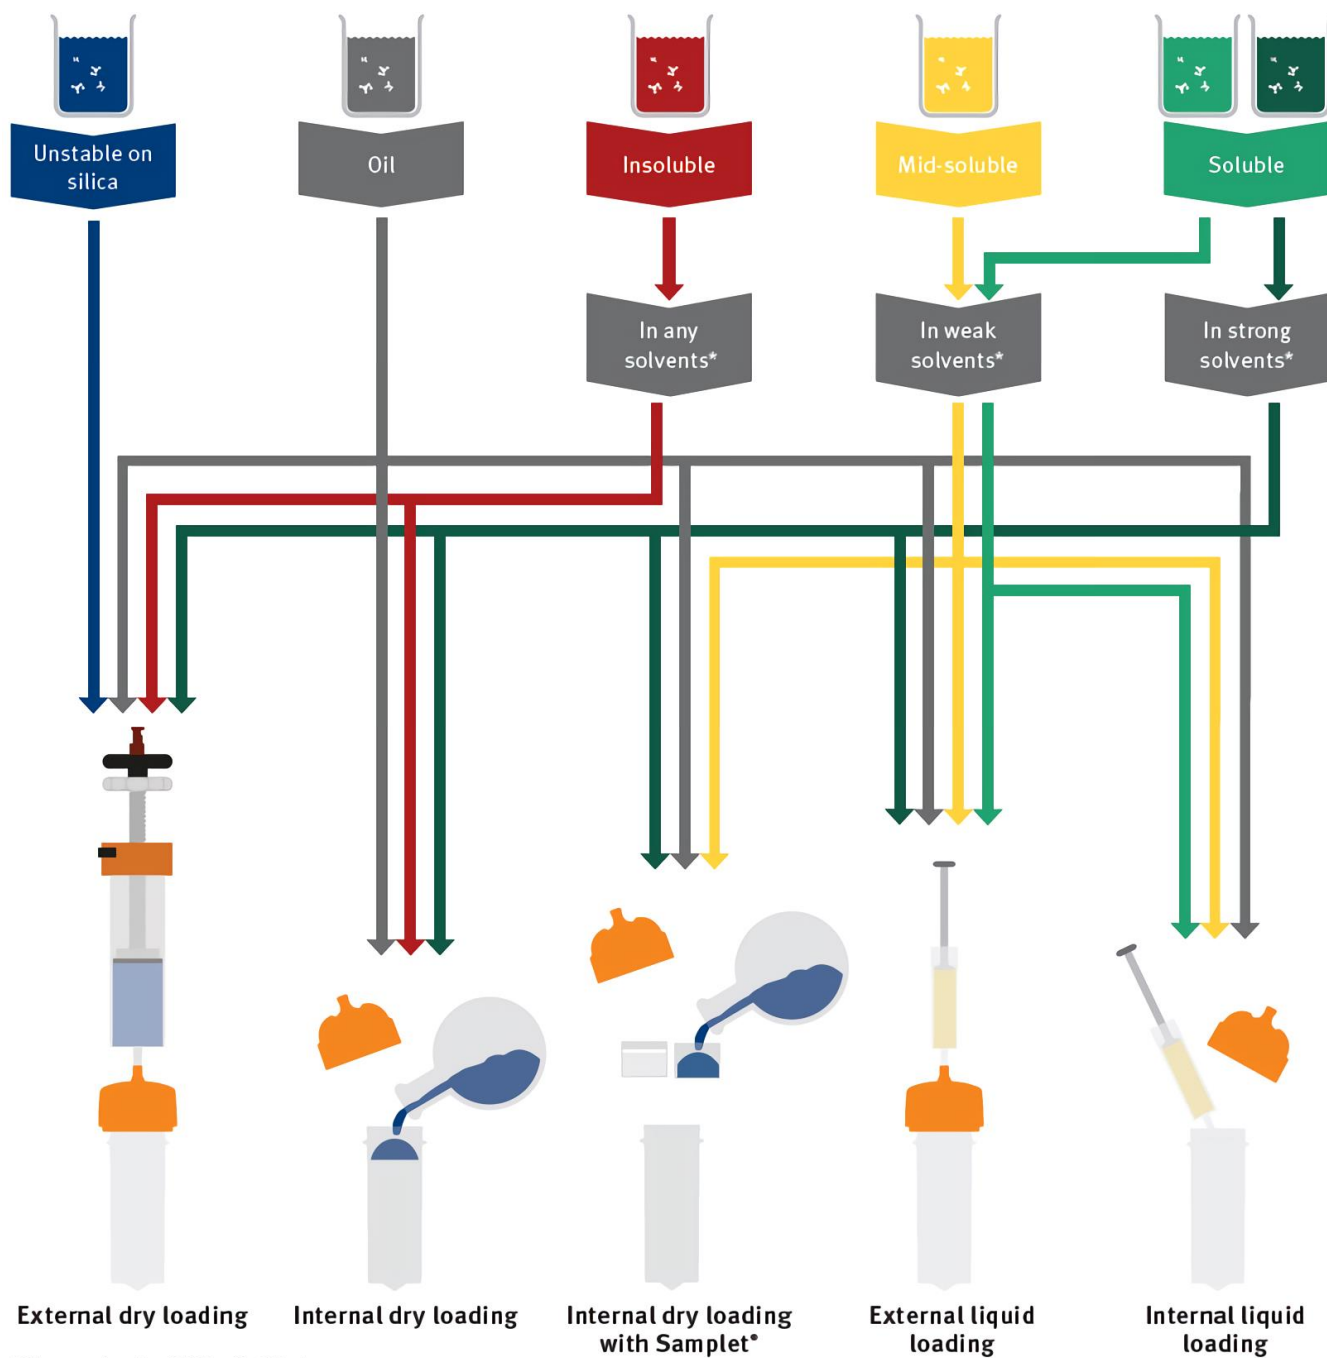 Unstable on
silica
Oil
Insoluble
Mid-soluble
Soluble
In any
solvents*
In weak
solvents*
In strong
solvents*
External dry loading
Internal dry loading
Internal dry loading
with Samplet®
External liquid
loading
Internal liquid
loading